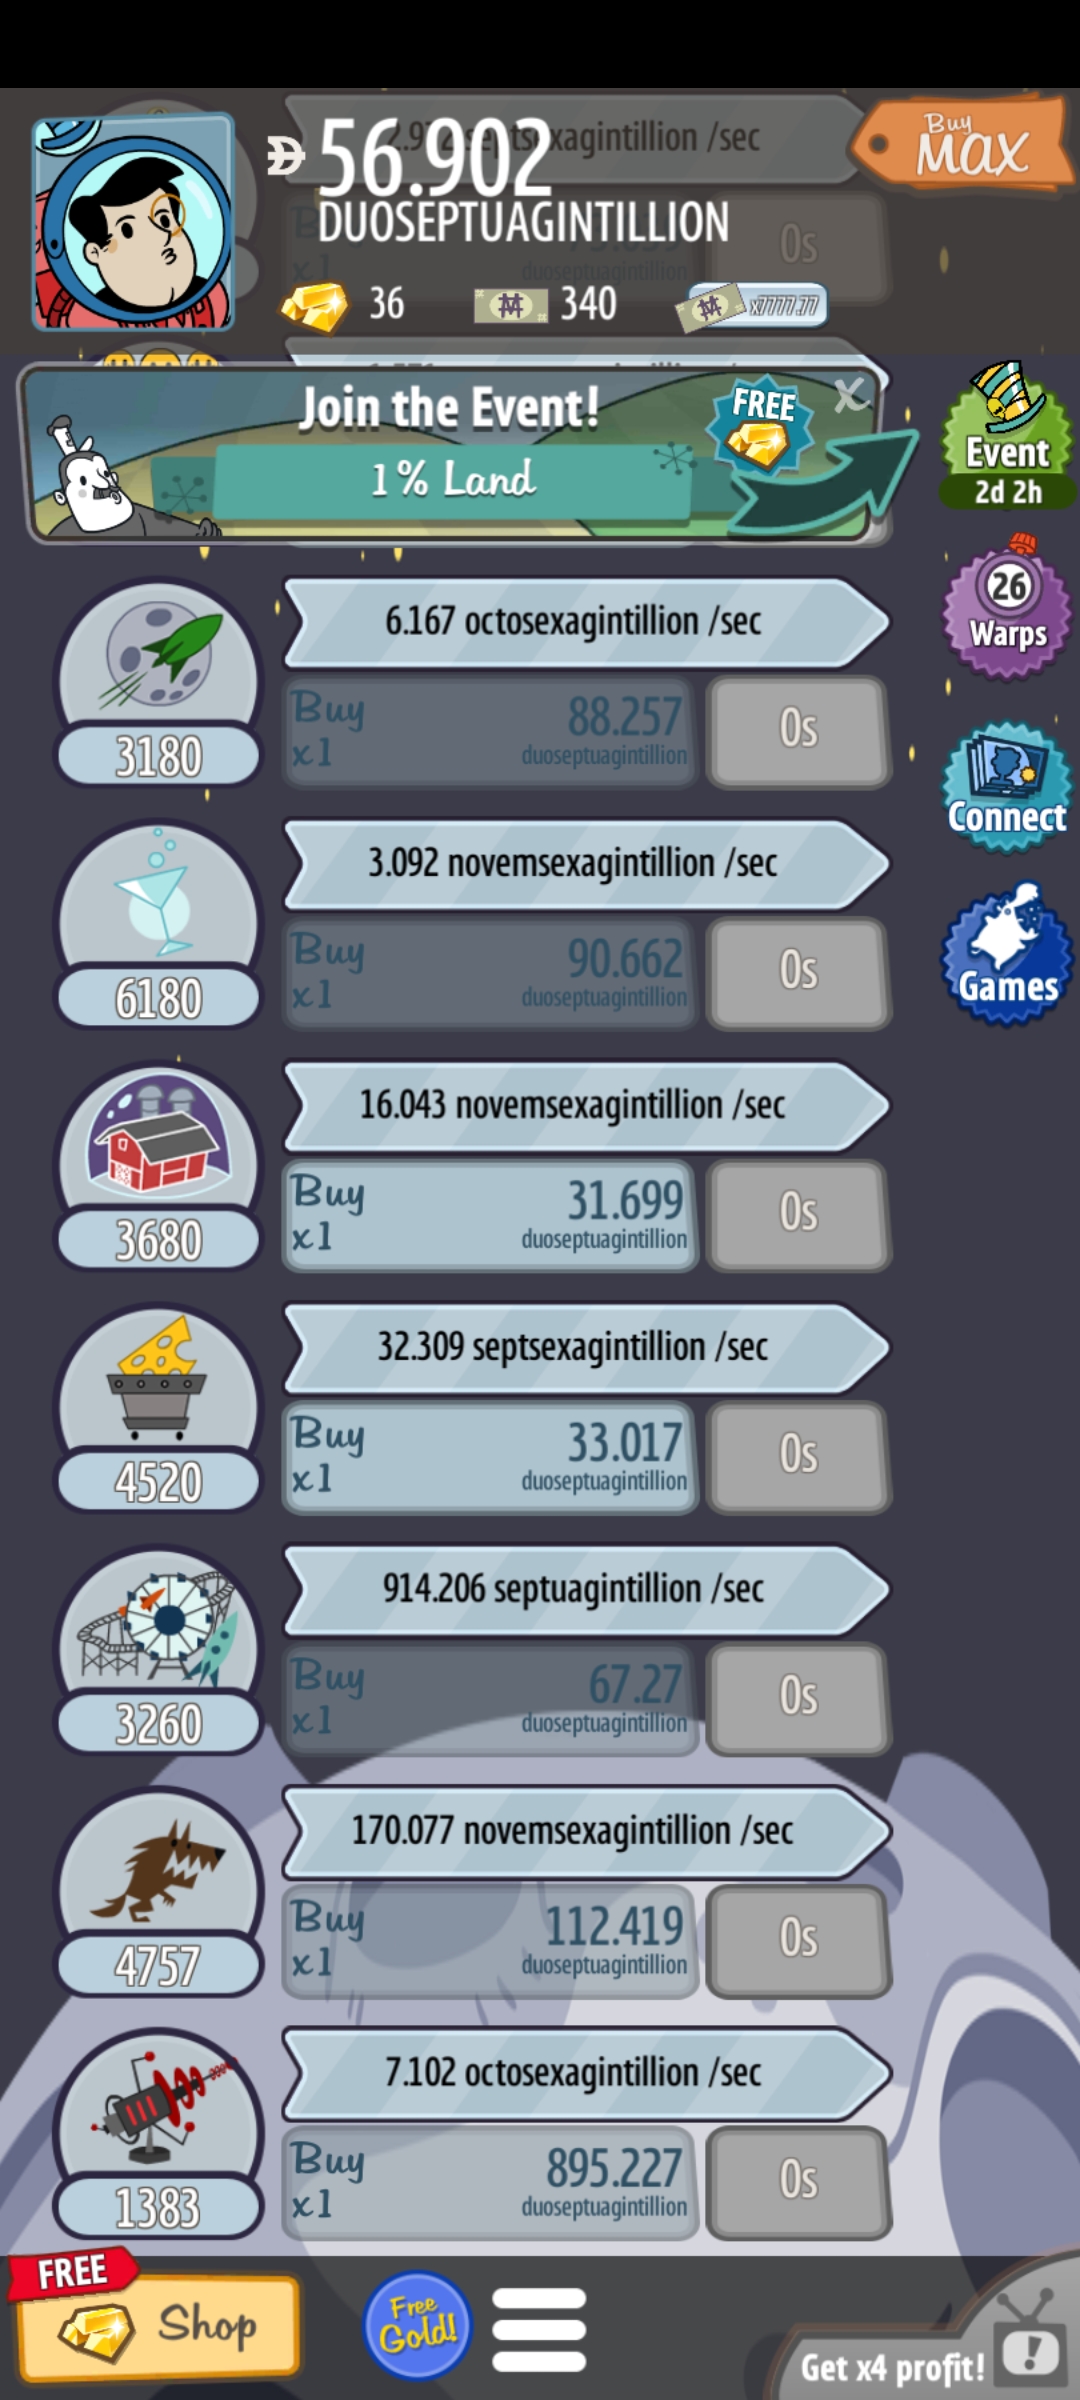 56.902
DUOSEPTUAGINTILLION
Buy
MAX
0s
duoseptuagintillion
36
340
x7777.77
Join the Event!
1% Land
FREE
X
Event
2d 2h
6.167 octosexagintillion /sec
Buy
x1
88.257
duoseptuagintillion
0s
3180
26
Warps
3.092 novemsexagintillion /sec
Buy
x1
90.662
duoseptuagintillion
0s
6180
Connect
Games
16.043 novemsexagintillion /sec
Buy
x1
31.699
duoseptuagintillion
0s
3680
32.309 septsexagintillion /sec
Buy
x1
33.017
duoseptuagintillion
0s
4520
914.206 septuagintillion /sec
Buy
x1
67.27
duoseptuagintillion
0s
3260
170.077 novemsexagintillion /sec
Buy
x1
112.419
duoseptuagintillion
0s
4757
7.102 octosexagintillion /sec
Buy
x1
895.227
duoseptuagintillion
0s
1383
FREE
Shop
Free
Gold!
Get x4 profit!